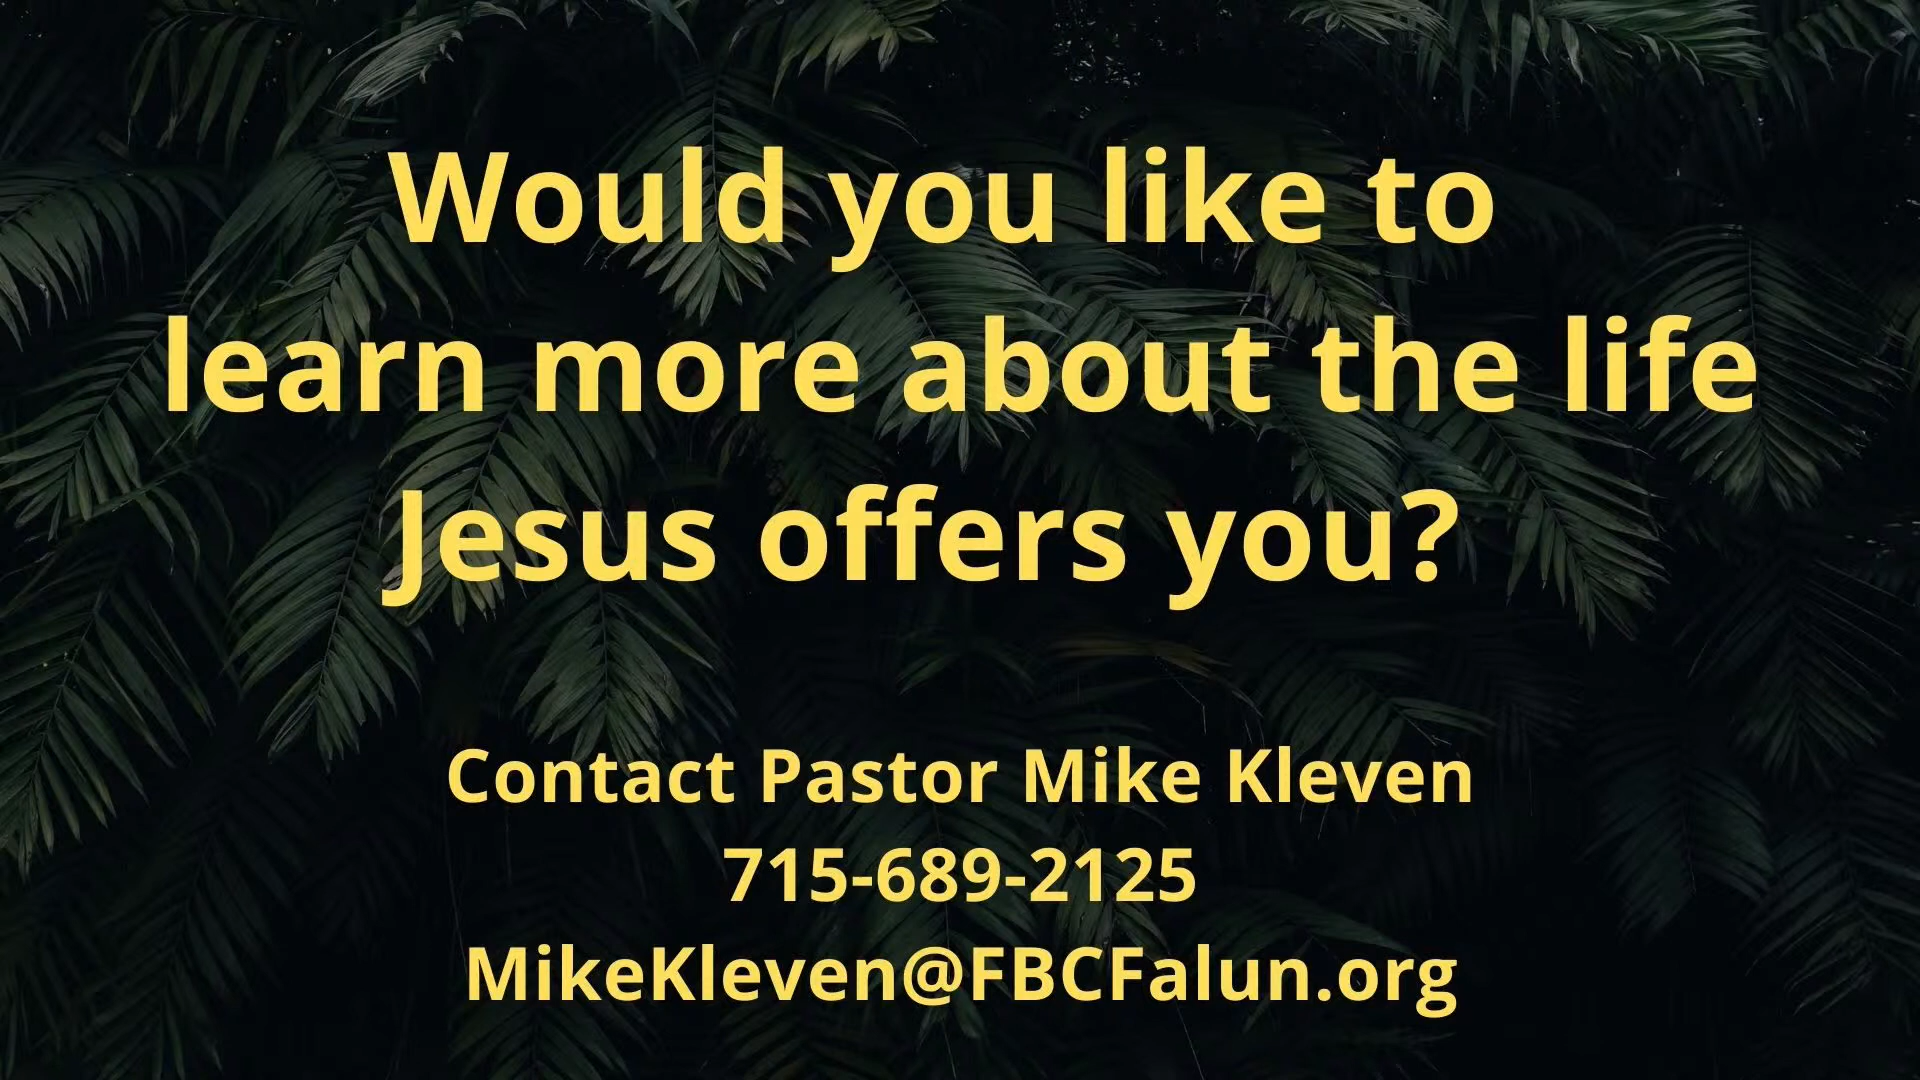 Would you like to
learn more about the life
Jesus offers you?
Contact Pastor Mike Kleven
715-689-2125
MikeKleven@FBCFalun.org